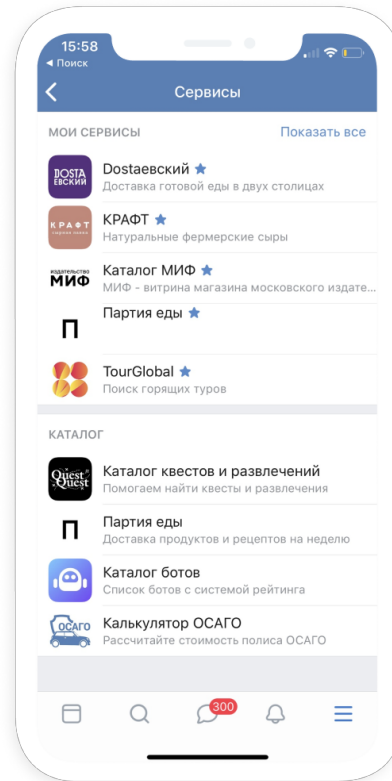 15:58
◀ Поиск
Сервисы
МОИ СЕРВИСЫ
Показать все
DOSTA
ЕВСКИЙ
Dostaевский
Доставка готовой еды в двух столицах
КРАФТ
КРАФТ
Натуральные фермерские сыры
издательство
МИФ
Каталог МИФ
МИФ - витрина магазина московского издате...
П
Партия еды
TourGlobal
Поиск горящих туров
КАТАЛОГ
Quest
Quest
Каталог квестов и развлечений
Помогаем найти квесты и развлечения
П
Партия еды
Доставка продуктов и рецептов на неделю
Каталог ботов
Список ботов с системой рейтинга
ОСАГО
Калькулятор ОСАГО
Рассчитайте стоимость полиса ОСАГО
300